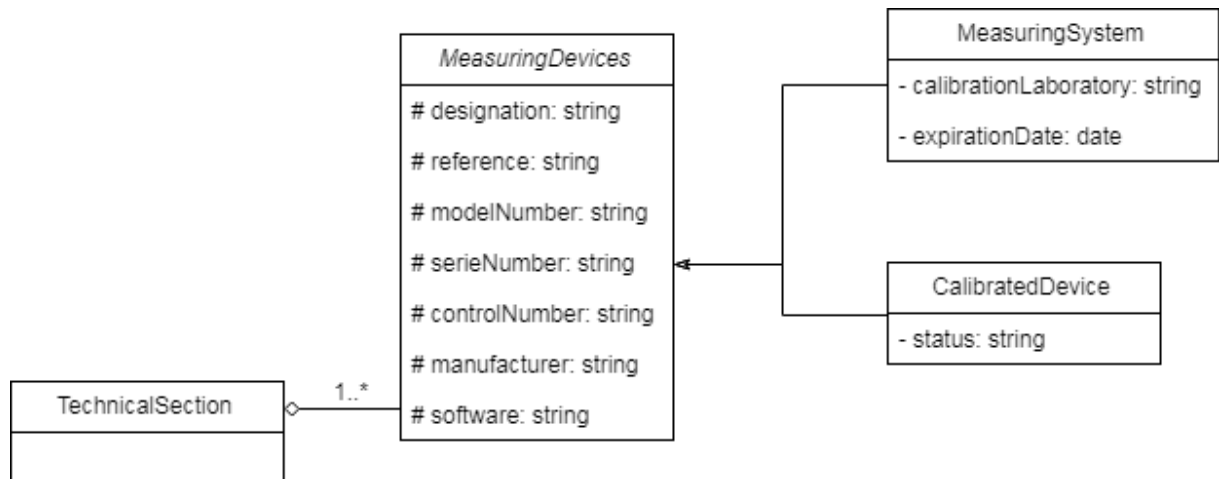 MeasuringDevices
# designation: string
# reference: string
# modelNumber: string
# serieNumber: string
# controlNumber: string
# manufacturer: string
# software: string
MeasuringSystem
- calibrationLaboratory: string
- expirationDate: date
CalibratedDevice
- status: string
TechnicalSection
1..*